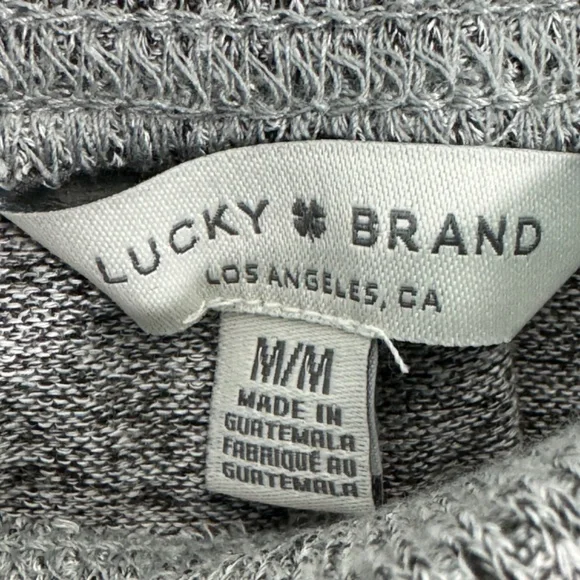 LUCKY BRAND
LOS ANGELES, CA
M/M
MADE IN
GUATEMALA
FABRIQUÉ AU
GUATEMALA